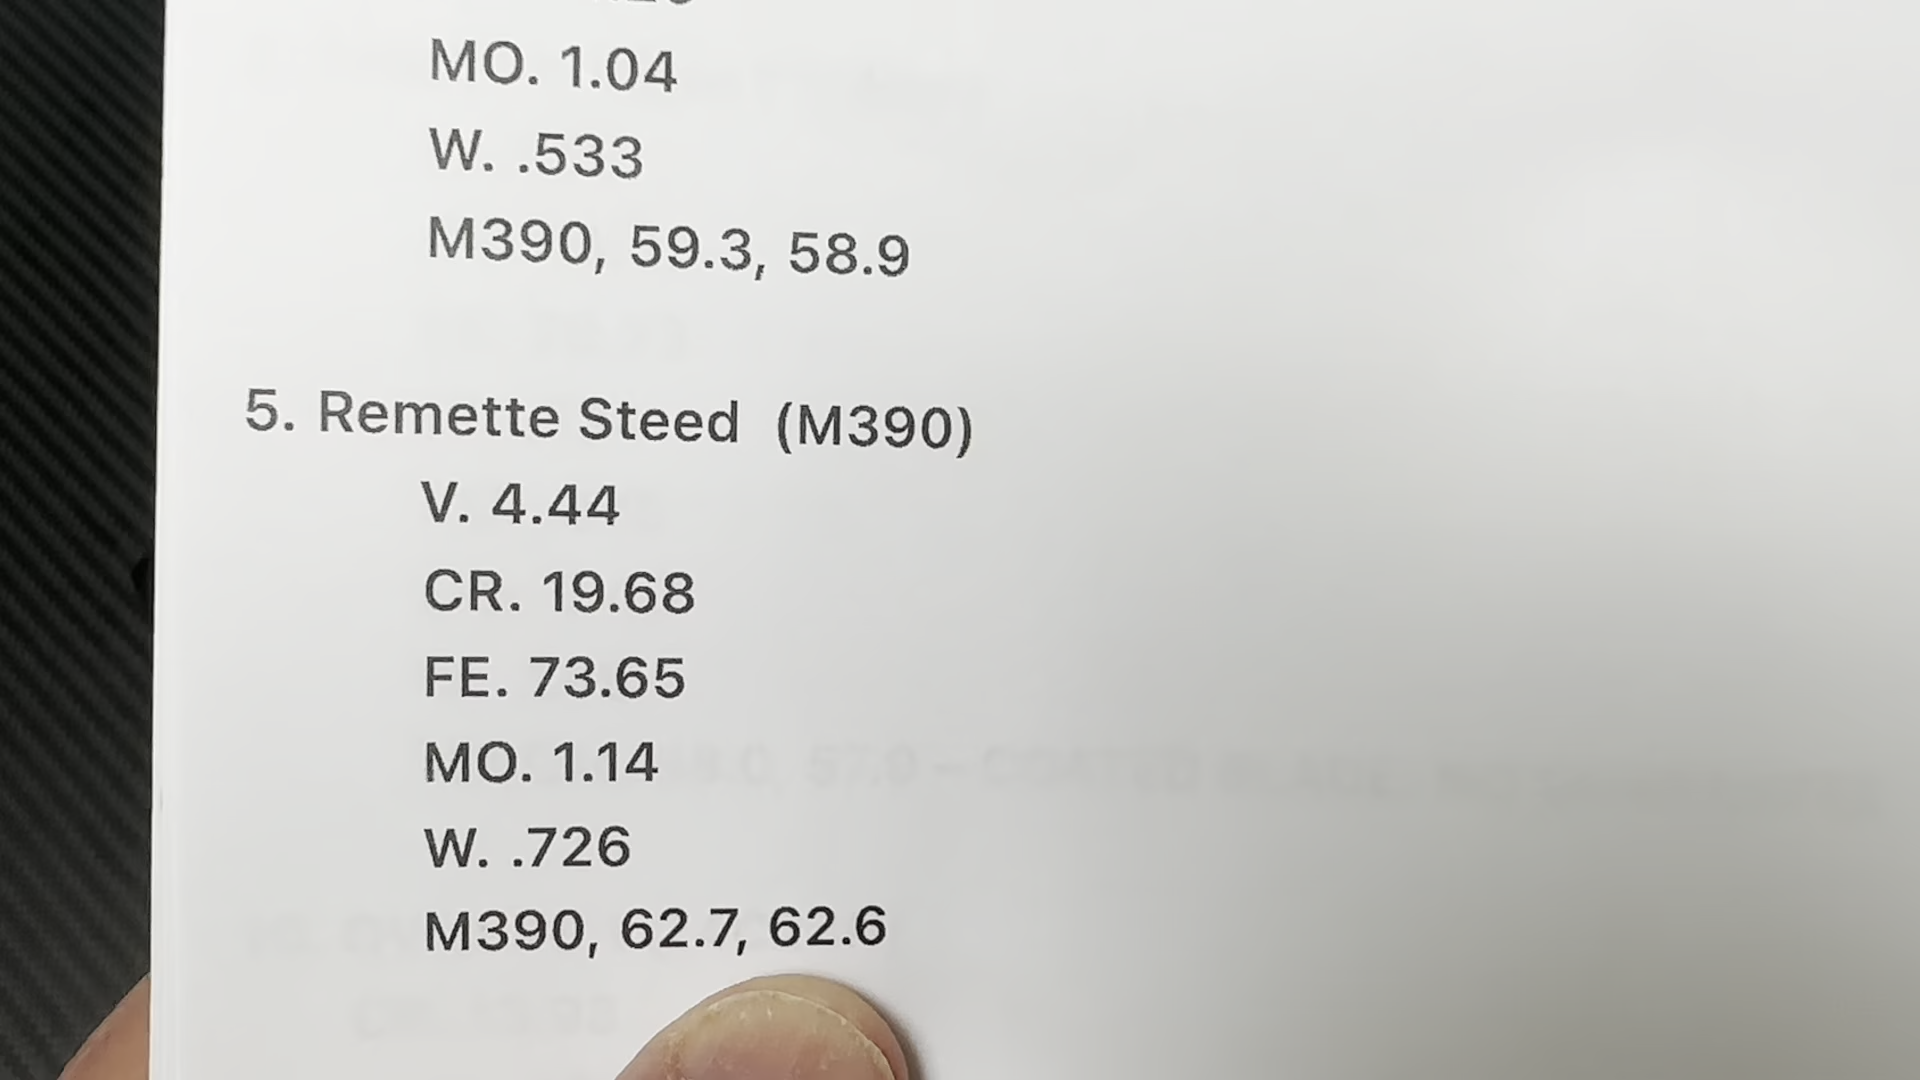 MO. 1.04
W. .533
M390, 59.3, 58.9
5. Remette Steed (M390)
V. 4.44
CR. 19.68
FE. 73.65
MO. 1.14
W. .726
M390, 62.7, 62.6